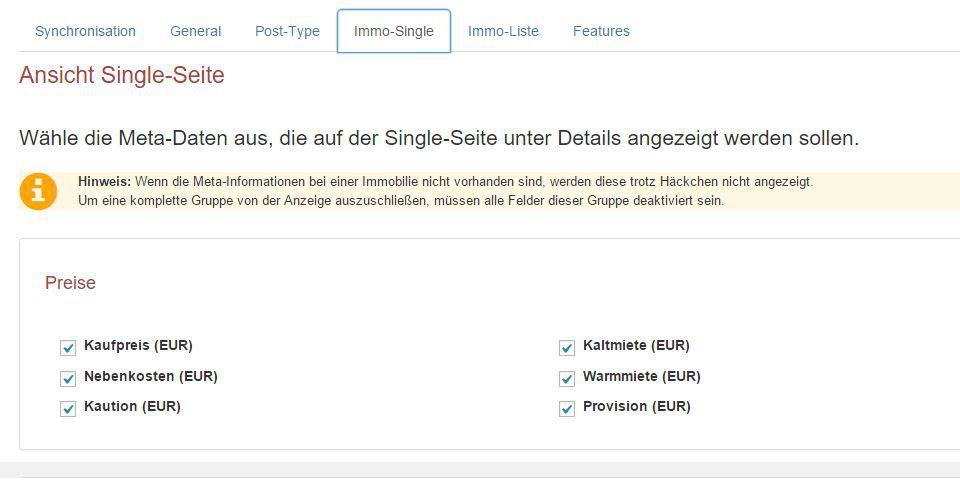 Synchronisation General Post-Type Immo-Single Immo-Liste Features
Ansicht Single-Seite
Wähle die Meta-Daten aus, die auf der Single-Seite unter Details angezeigt werden sollen.
Hinweis: Wenn die Meta-Informationen bei einer Immobilie nicht vorhanden sind, werden diese trotz Häckchen nicht angezeigt.
Um eine komplette Gruppe von der Anzeige auszuschließen, müssen alle Felder dieser Gruppe deaktiviert sein.
Preise
Kaufpreis (EUR) Kaltmiete (EUR)
Nebenkosten (EUR) Warmmiete (EUR)
Kaution (EUR) Provision (EUR)